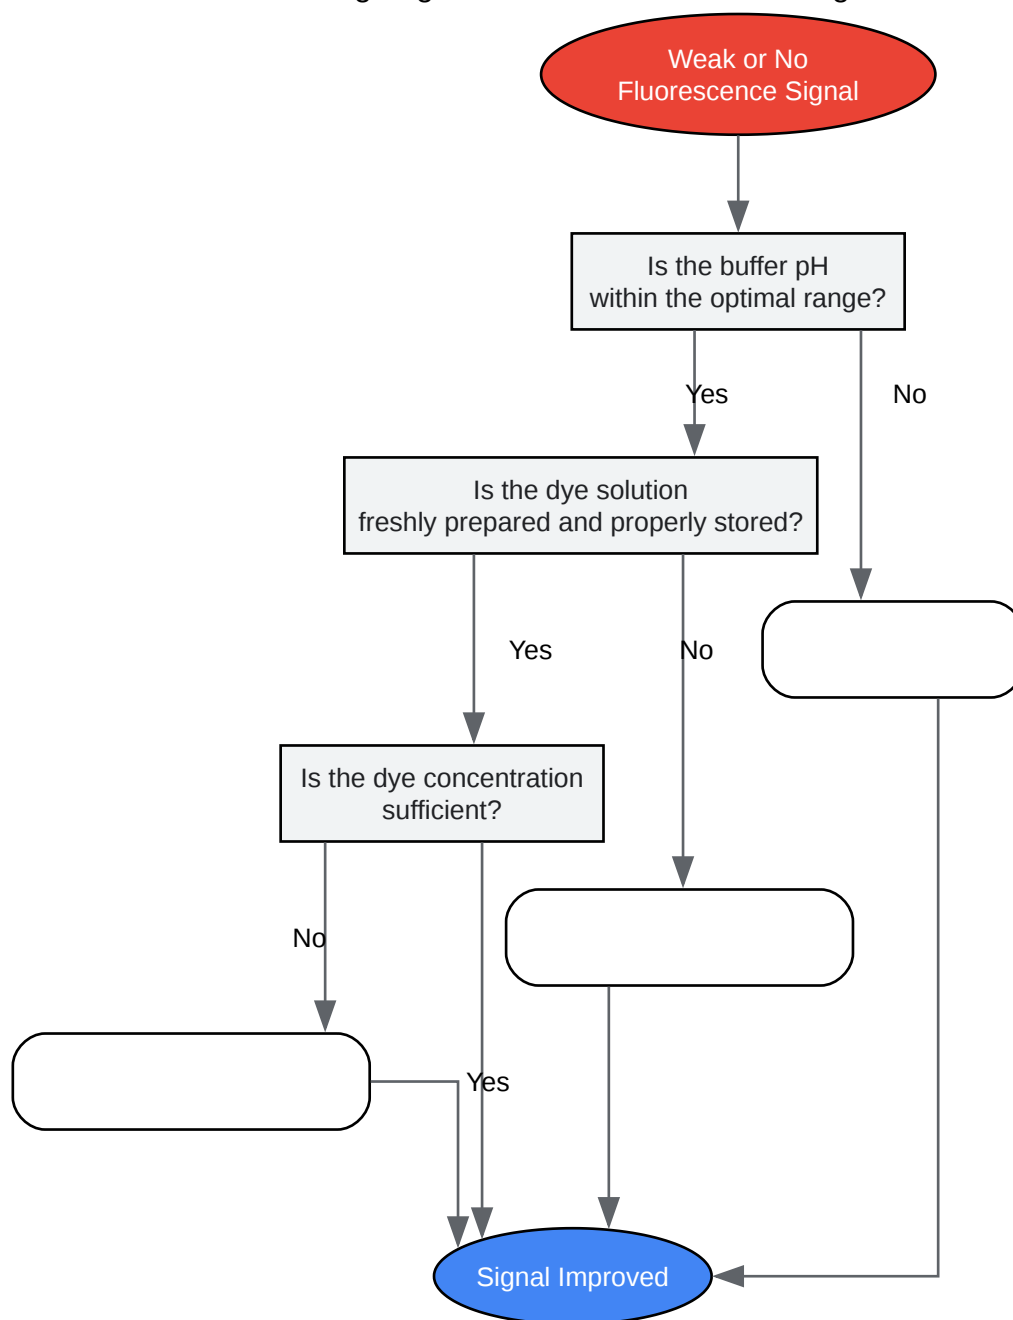 Weak or No
Fluorescence Signal
Is the buffer pH
within the optimal range?
Yes
No
Is the dye solution
freshly prepared and properly stored?
Yes
No
Is the dye concentration
sufficient?
No
Yes
Signal Improved